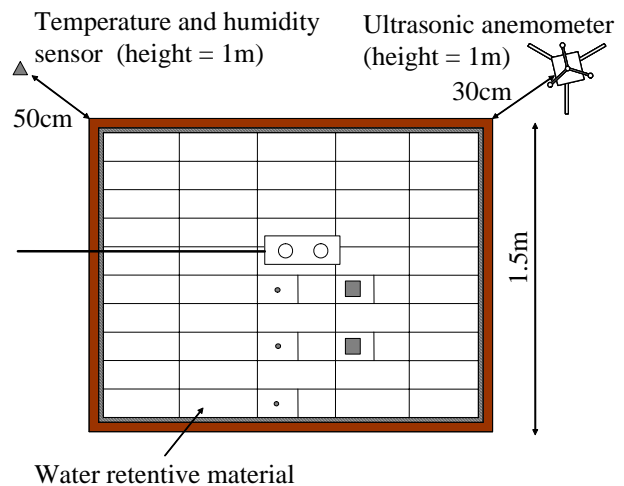 Temperature and humidity
sensor (height = 1m)
Ultrasonic anemometer
(height = 1m)
50cm
30cm
1.5m
Water retentive material